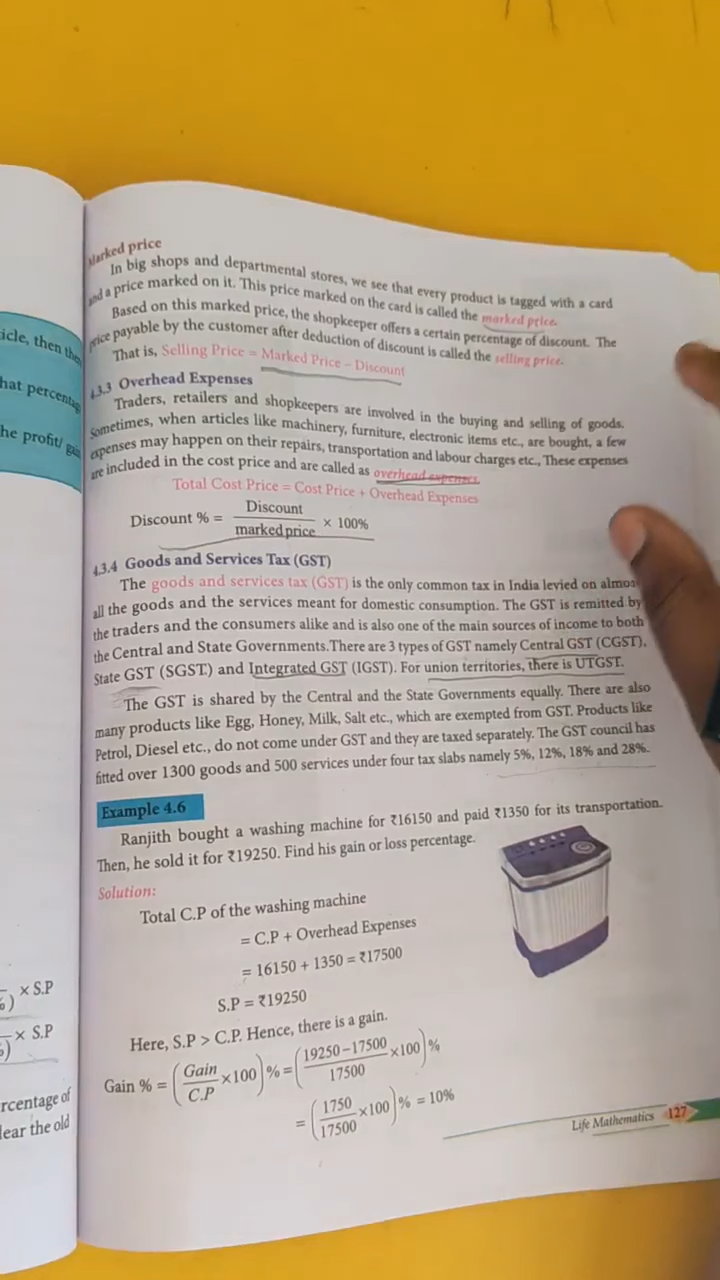 Marked price
In big shops and departmental stores, we see that every product is tagged with a card
and a price marked on it. This price marked on the card is called the marked price.
Based on this marked price, the shopkeeper offers a certain percentage of discount. The
price payable by the customer after deduction of discount is called the selling price.
That is, Selling Price = Marked Price – Discount
4.3.3 Overhead Expenses
Traders, retailers and shopkeepers are involved in the buying and selling of goods.
Sometimes, when articles like machinery, furniture, electronic items etc., are bought, a few
expenses may happen on their repairs, transportation and labour charges etc., These expenses
are included in the cost price and are called as overhead expenses.
Total Cost Price = Cost Price + Overhead Expenses
Discount % = Discount / marked price × 100%
4.3.4 Goods and Services Tax (GST)
The goods and services tax (GST) is the only common tax in India levied on almos
all the goods and the services meant for domestic consumption. The GST is remitted by
the traders and the consumers alike and is also one of the main sources of income to both
the Central and State Governments.There are 3 types of GST namely Central GST (CGST),
State GST (SGST) and Integrated GST (IGST). For union territories, there is UTGST.
The GST is shared by the Central and the State Governments equally. There are also
many products like Egg, Honey, Milk, Salt etc., which are exempted from GST. Products like
Petrol, Diesel etc., do not come under GST and they are taxed separately. The GST council has
fitted over 1300 goods and 500 services under four tax slabs namely 5%, 12%, 18% and 28%.
Example 4.6
Ranjith bought a washing machine for ₹16150 and paid ₹1350 for its transportation.
Then, he sold it for ₹19250. Find his gain or loss percentage.
Solution:
Total C.P of the washing machine
= C.P + Overhead Expenses
= 16150 + 1350 = ₹17500
S.P = ₹19250
Here, S.P > C.P. Hence, there is a gain.
Gain % = (Gain / C.P ×100)% = (19250–17500 / 17500 ×100)%
= (1750 / 17500 ×100)% = 10%
Life Mathematics 127
icle, then then
hat percentag
he profit/ gain
× S.P
× S.P
rcentage of
lear the old